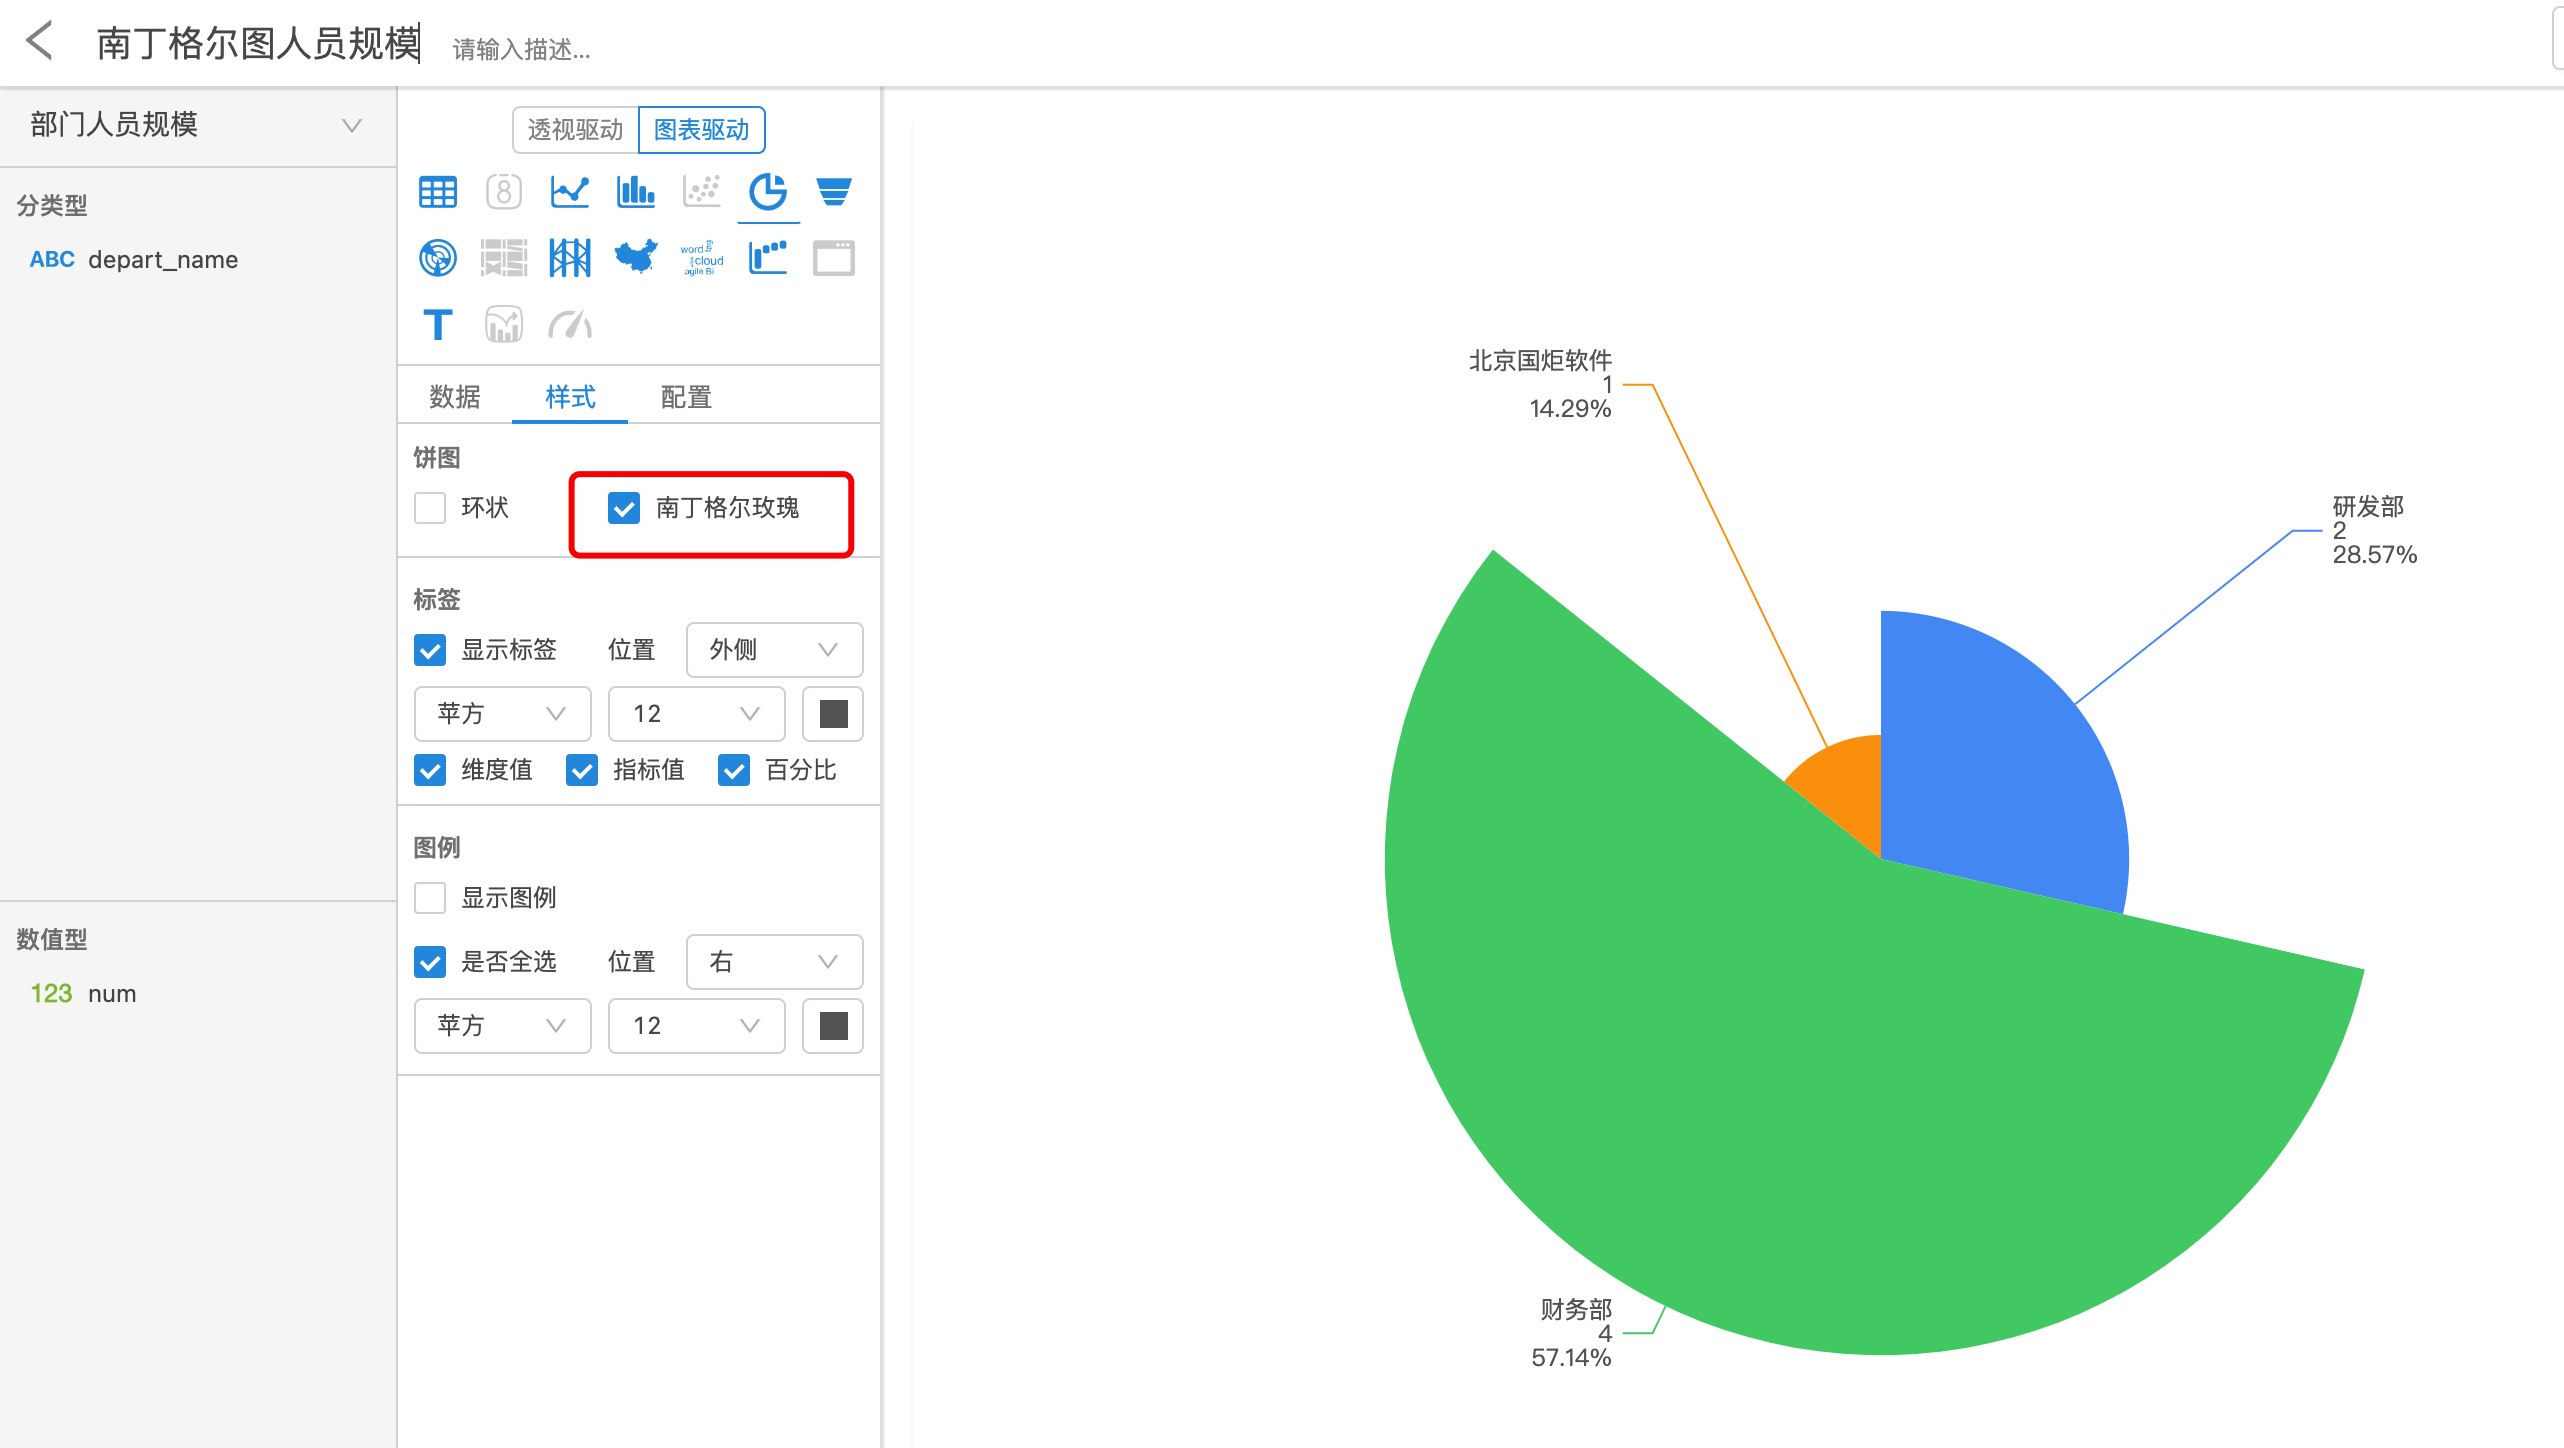 南丁格尔图人员规模
请输入描述...
部门人员规模
分类型
ABC depart_name
数值型
123 num
透视驱动 图表驱动
8
word
cloud
agile BI
T
数据 样式 配置
饼图
环状 南丁格尔玫瑰
标签
显示标签 位置 外侧
苹方 12
维度值 指标值 百分比
图例
显示图例
是否全选 位置 右
苹方 12
北京国炬软件
1
14.29%
研发部
2
28.57%
财务部
4
57.14%